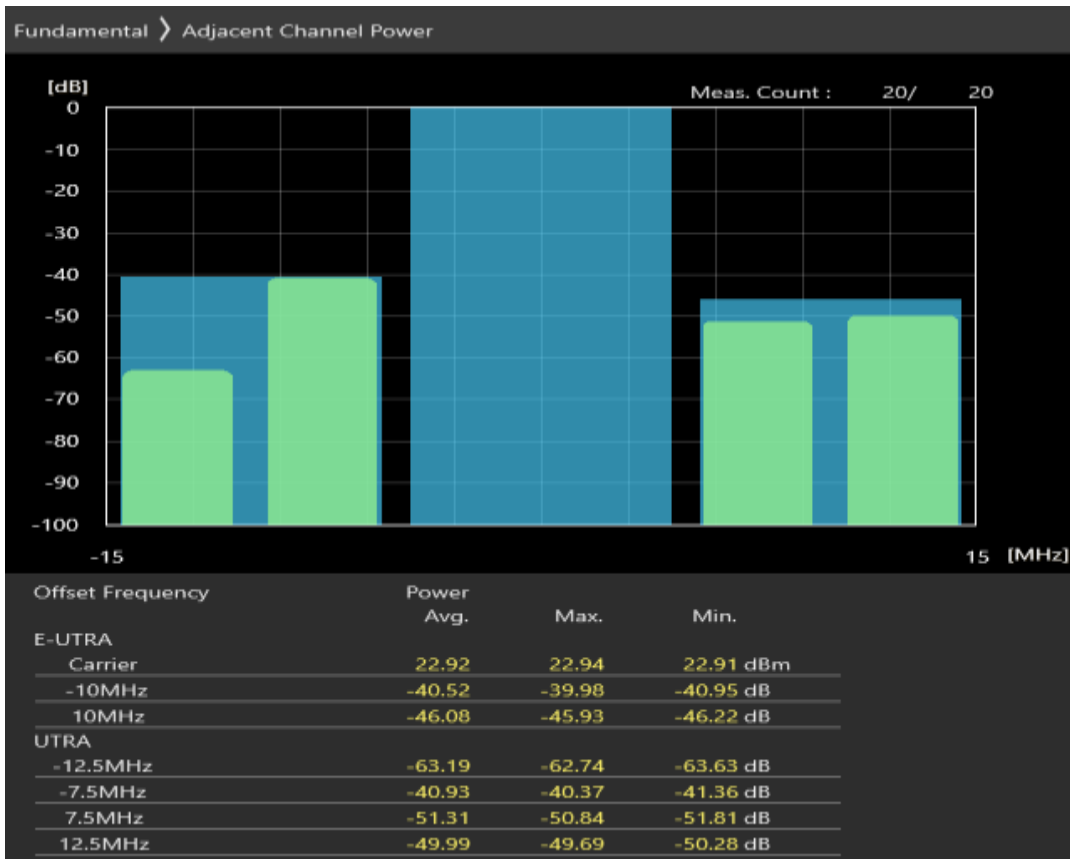 Fundamental 〉 Adjacent Channel Power
[dB]
Meas. Count : 20/ 20
0
-10
-20
-30
-40
-50
-60
-70
-80
-90
-100
-15 15 [MHz]
Offset Frequency Power
Avg. Max. Min.
E-UTRA
Carrier 22.92 22.94 22.91 dBm
-10MHz -40.52 -39.98 -40.95 dB
10MHz -46.08 -45.93 -46.22 dB
UTRA
-12.5MHz -63.19 -62.74 -63.63 dB
-7.5MHz -40.93 -40.37 -41.36 dB
7.5MHz -51.31 -50.84 -51.81 dB
12.5MHz -49.99 -49.69 -50.28 dB